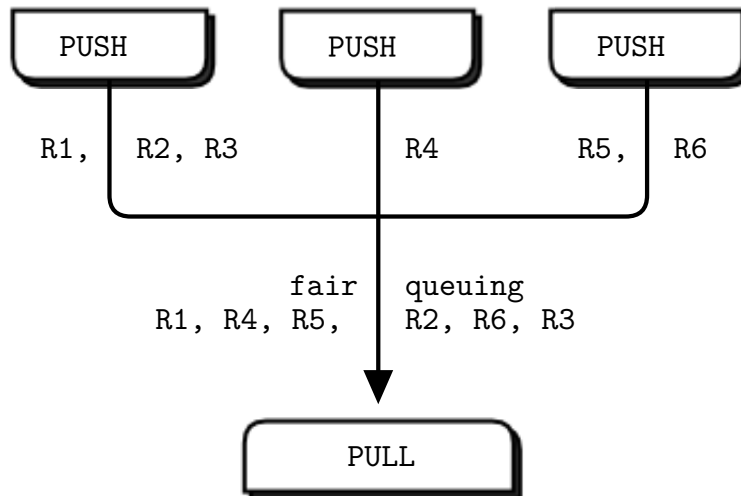 PUSH PUSH PUSH
R1, R2, R3 R4 R5, R6
fair queuing
R1, R4, R5, R2, R6, R3
PULL